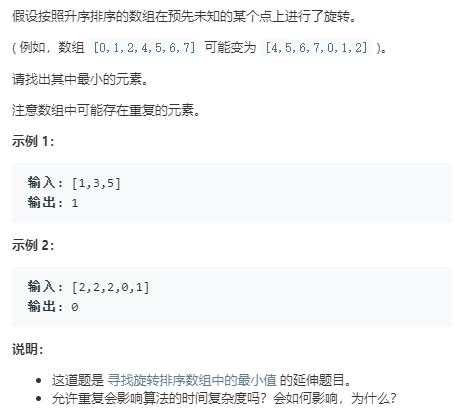 假设按照升序排序的数组在预先未知的某个点上进行了旋转。
( 例如，数组 [0,1,2,4,5,6,7] 可能变为 [4,5,6,7,0,1,2] )。
请找出其中最小的元素。
注意数组中可能存在重复的元素。
示例 1：
输入: [1,3,5]
输出: 1
示例 2：
输入: [2,2,2,0,1]
输出: 0
说明：
• 这道题是 寻找旋转排序数组中的最小值 的延伸题目。
• 允许重复会影响算法的时间复杂度吗？会如何影响，为什么？